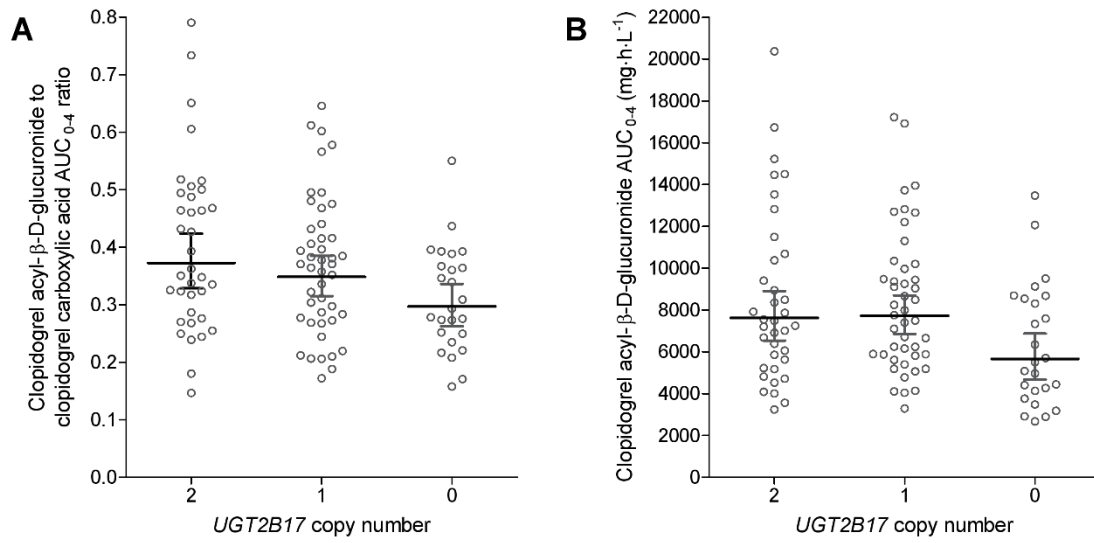 A
Clopidogrel acyl-β-D-glucuronide to
clopidogrel carboxylic acid AUC0-4 ratio
0.8
0.7
0.6
0.5
0.4
0.3
0.2
0.1
0.0
2 1 0
UGT2B17 copy number
B
Clopidogrel acyl-β-D-glucuronide AUC0-4 (mg·h·L-1)
22000
20000
18000
16000
14000
12000
10000
8000
6000
4000
2000
0
2 1 0
UGT2B17 copy number